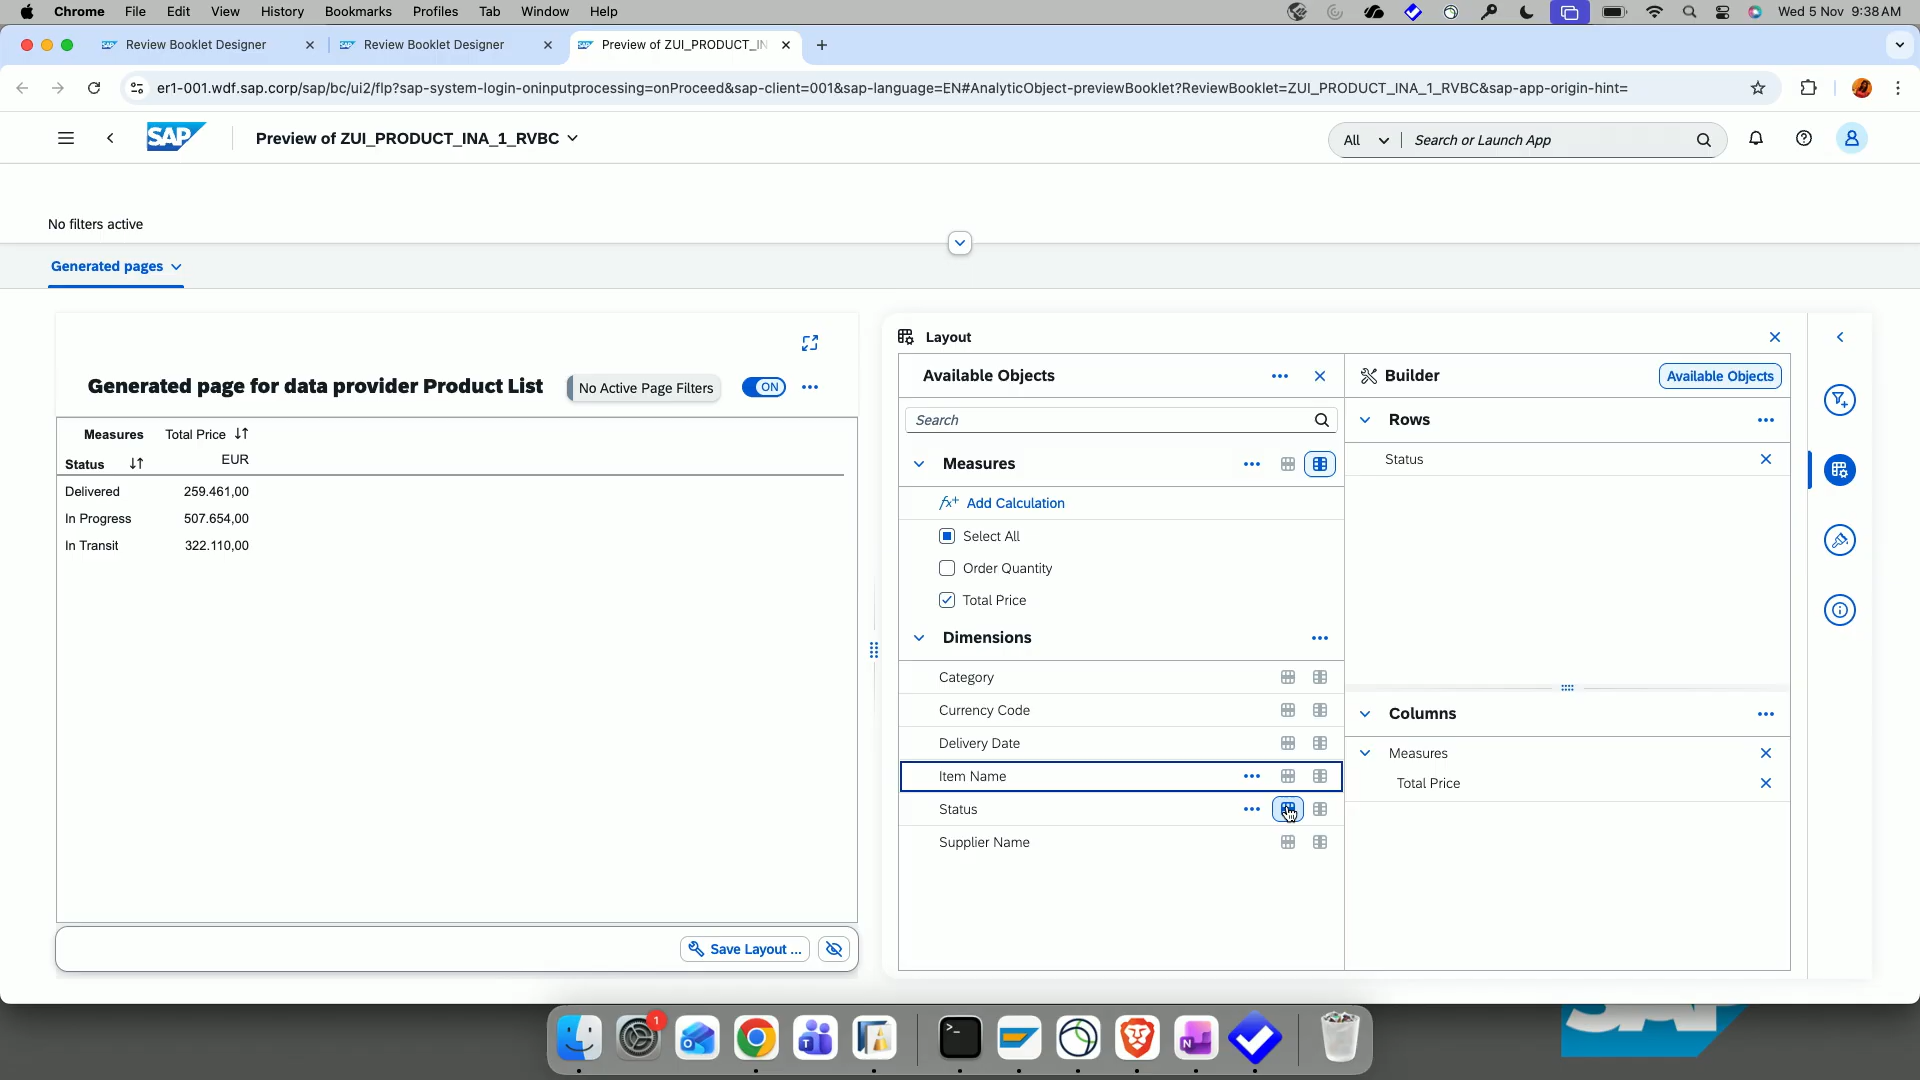 Chrome File Edit View History Bookmarks Profiles Tab Window Help
Wed 5 Nov 9:38 AM
Review Booklet Designer
Review Booklet Designer
Preview of ZUI_PRODUCT_IN
er1-001.wdf.sap.corp/sap/bc/ui2/flp?sap-system-login-oninputprocessing=onProceed&sap-client=001&sap-language=EN#AnalyticObject-previewBooklet?ReviewBooklet=ZUI_PRODUCT_INA_1_RVBC&sap-app-origin-hint=
SAP
Preview of ZUI_PRODUCT_INA_1_RVBC
All
Search or Launch App
No filters active
Generated pages
Generated page for data provider Product List
No Active Page Filters
ON
Measures Total Price
Status EUR
Delivered 259.461,00
In Progress 507.654,00
In Transit 322.110,00
Save Layout ...
Layout
Available Objects
Search
Measures
fx+ Add Calculation
Select All
Order Quantity
Total Price
Dimensions
Category
Currency Code
Delivery Date
Item Name
Status
Supplier Name
Builder
Available Objects
Rows
Status
Columns
Measures
Total Price
1